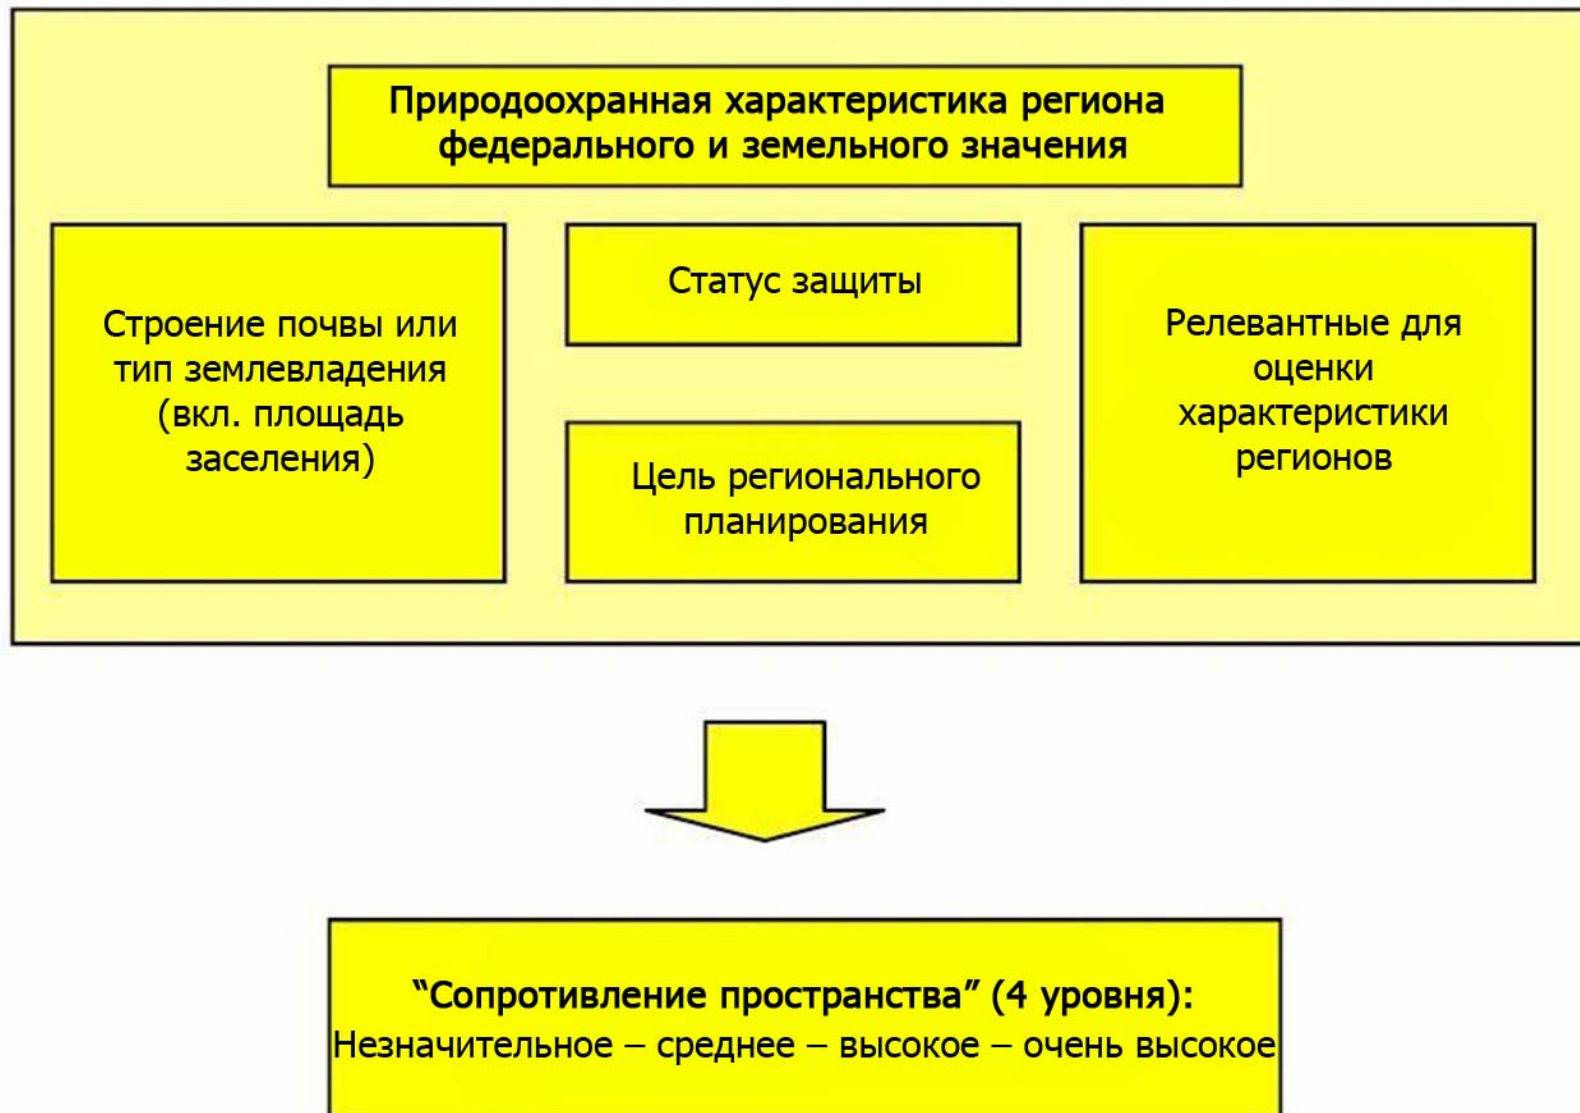 Природоохранная характеристика региона
федерального и земельного значения
Строение почвы или
тип землевладения
(вкл. площадь
заселения)
Статус защиты
Цель регионального
планирования
Релевантные для
оценки
характеристики
регионов
“Сопротивление пространства” (4 уровня):
Незначительное – среднее – высокое – очень высокое